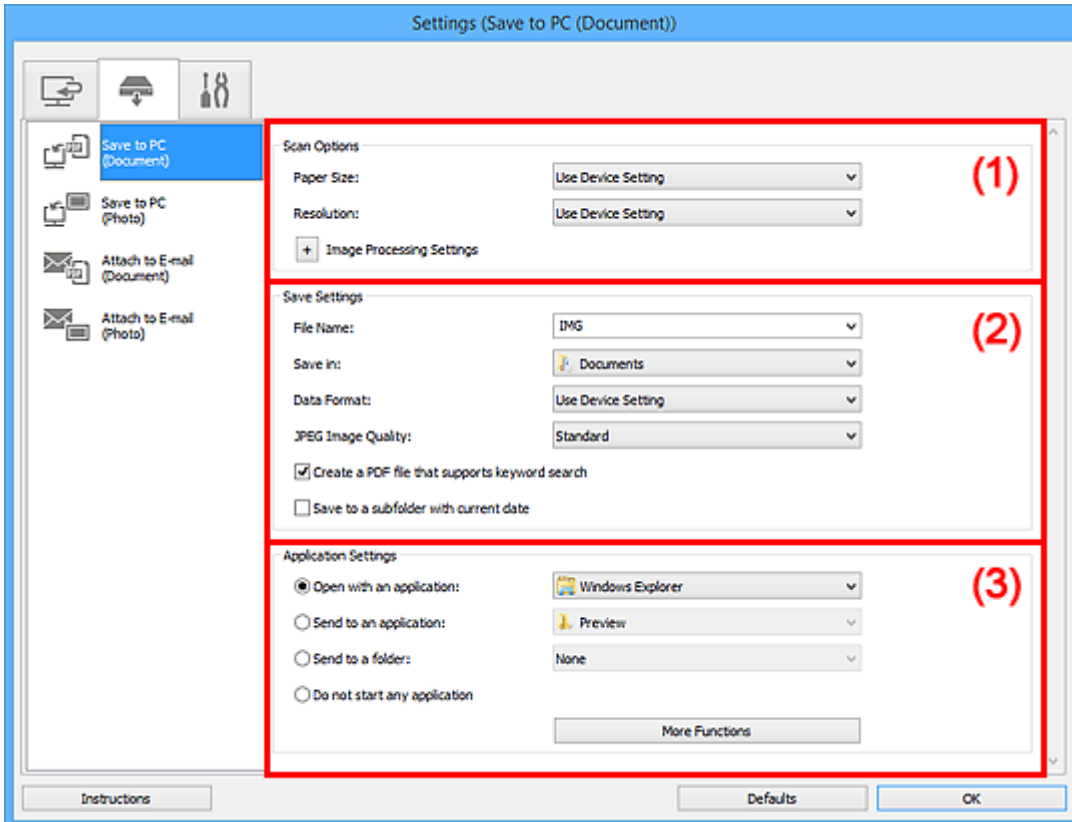 Settings (Save to PC (Document))
Save to PC
(Document)
Save to PC
(Photo)
Attach to E-mail
(Document)
Attach to E-mail
(Photo)
Scan Options
(1)
Paper Size: Use Device Setting
Resolution: Use Device Setting
+ Image Processing Settings
Save Settings
(2)
File Name: IMG
Save in: Documents
Data Format: Use Device Setting
JPEG Image Quality: Standard
Create a PDF file that supports keyword search
Save to a subfolder with current date
Application Settings
(3)
Open with an application: Windows Explorer
Send to an application: Preview
Send to a folder: None
Do not start any application
More Functions
Instructions Defaults OK